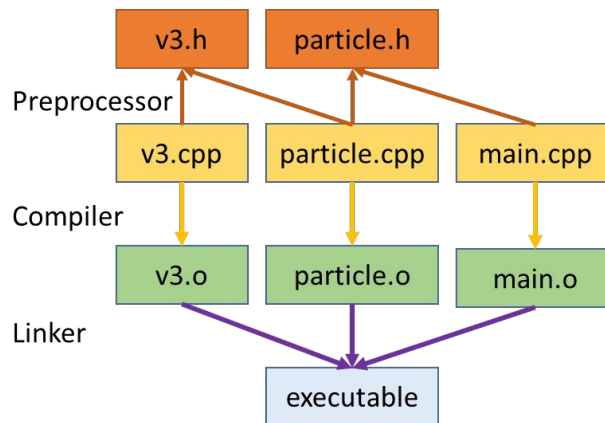 v3.h
particle.h
Preprocessor
v3.cpp
particle.cpp
main.cpp
Compiler
v3.o
particle.o
main.o
Linker
executable